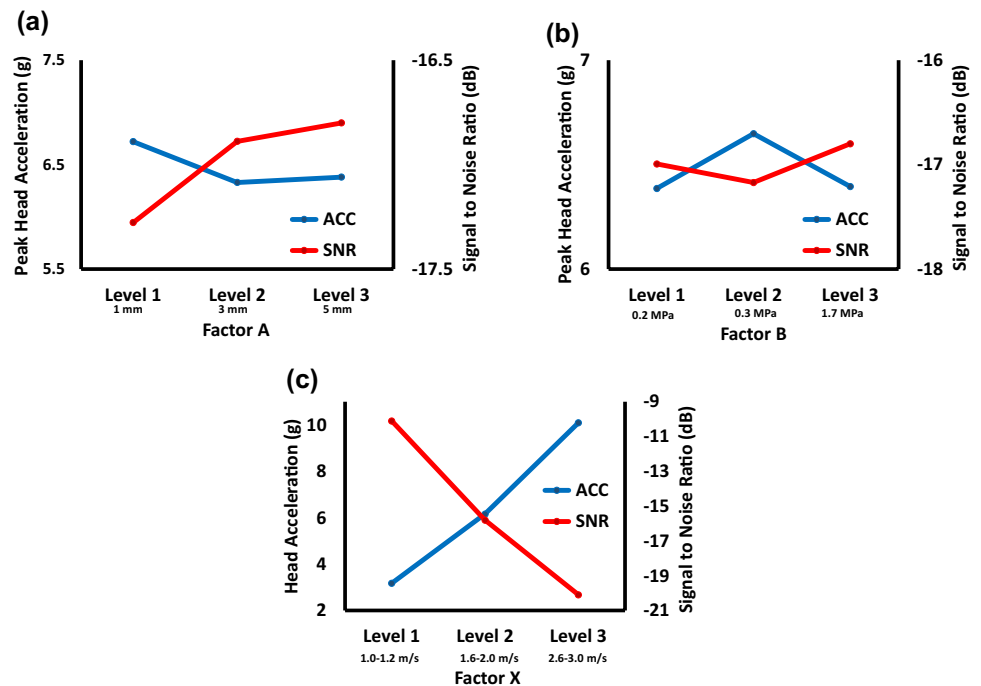 (a)
7.5
6.5
5.5
Peak Head Acceleration (g)
-16.5
-17.5
Signal to Noise Ratio (dB)
ACC
SNR
Level 1 Level 2 Level 3
1 mm 3 mm 5 mm
Factor A
(b)
7
6
Peak Head Acceleration (g)
-16
-17
-18
Signal to Noise Ratio (dB)
ACC
SNR
Level 1 Level 2 Level 3
0.2 MPa 0.3 MPa 1.7 MPa
Factor B
(c)
10
8
6
4
2
Head Acceleration (g)
-9
-11
-13
-15
-17
-19
-21
Signal to Noise Ratio (dB)
ACC
SNR
Level 1 Level 2 Level 3
1.0-1.2 m/s 1.6-2.0 m/s 2.6-3.0 m/s
Factor X